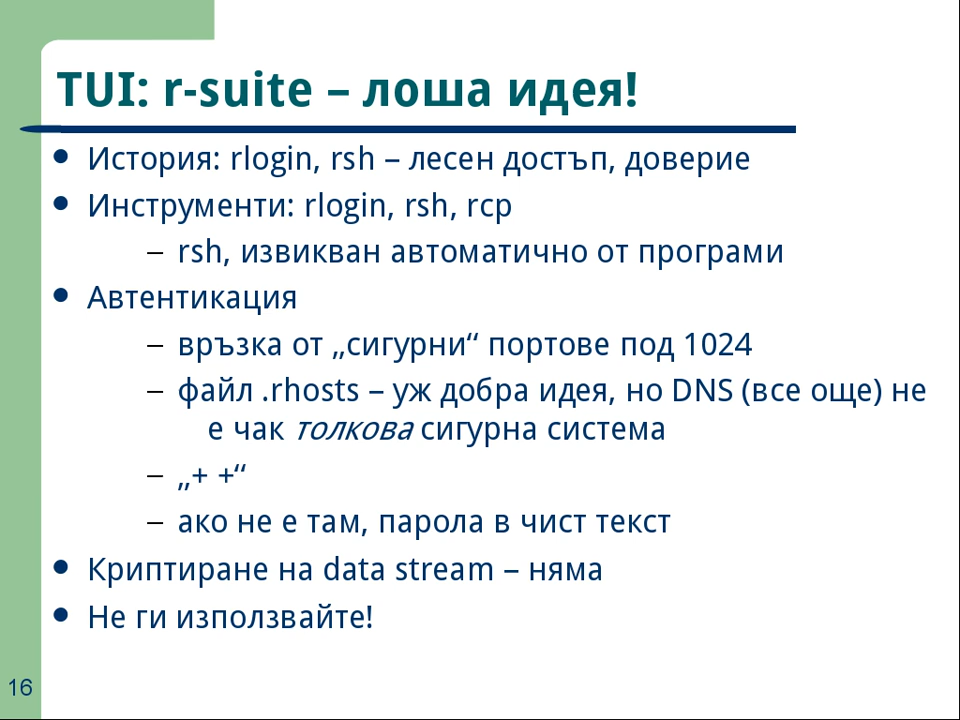 TUI: r-suite – лоша идея!
● История: rlogin, rsh – лесен достъп, доверие
● Инструменти: rlogin, rsh, rcp
– rsh, извикван автоматично от програми
● Автентикация
– връзка от „сигурни“ портове под 1024
– файл .rhosts – уж добра идея, но DNS (все още) не
е чак толкова сигурна система
– „+ +“
– ако не е там, парола в чист текст
● Криптиране на data stream – няма
● Не ги използвайте!
16